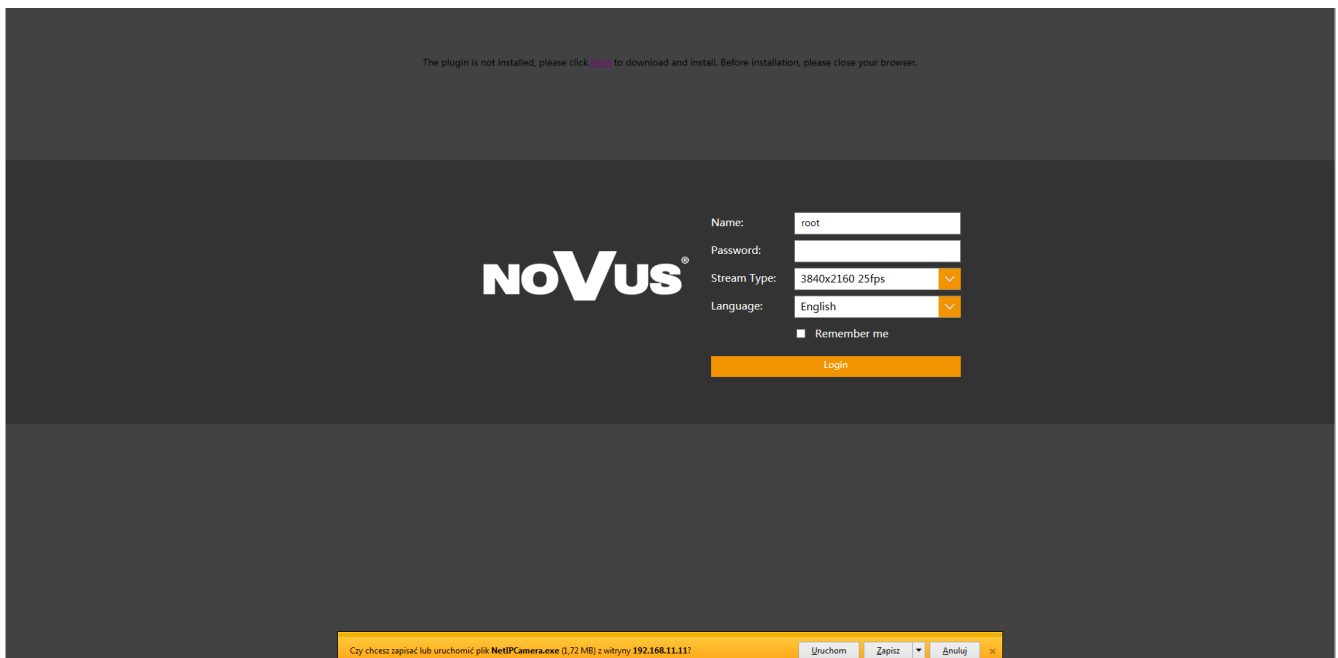 The plugin is not installed, please click Here to download and install. Before installation, please close your browser.
NOVUS®
Name: root
Password:
Stream Type: 3840x2160 25fps
Language: English
Remember me
Login
Czy chcesz zapisać lub uruchomić plik NetIPCamera.exe (1,72 MB) z witryny 192.168.11.11? Uruchom Zapisz Anuluj ×